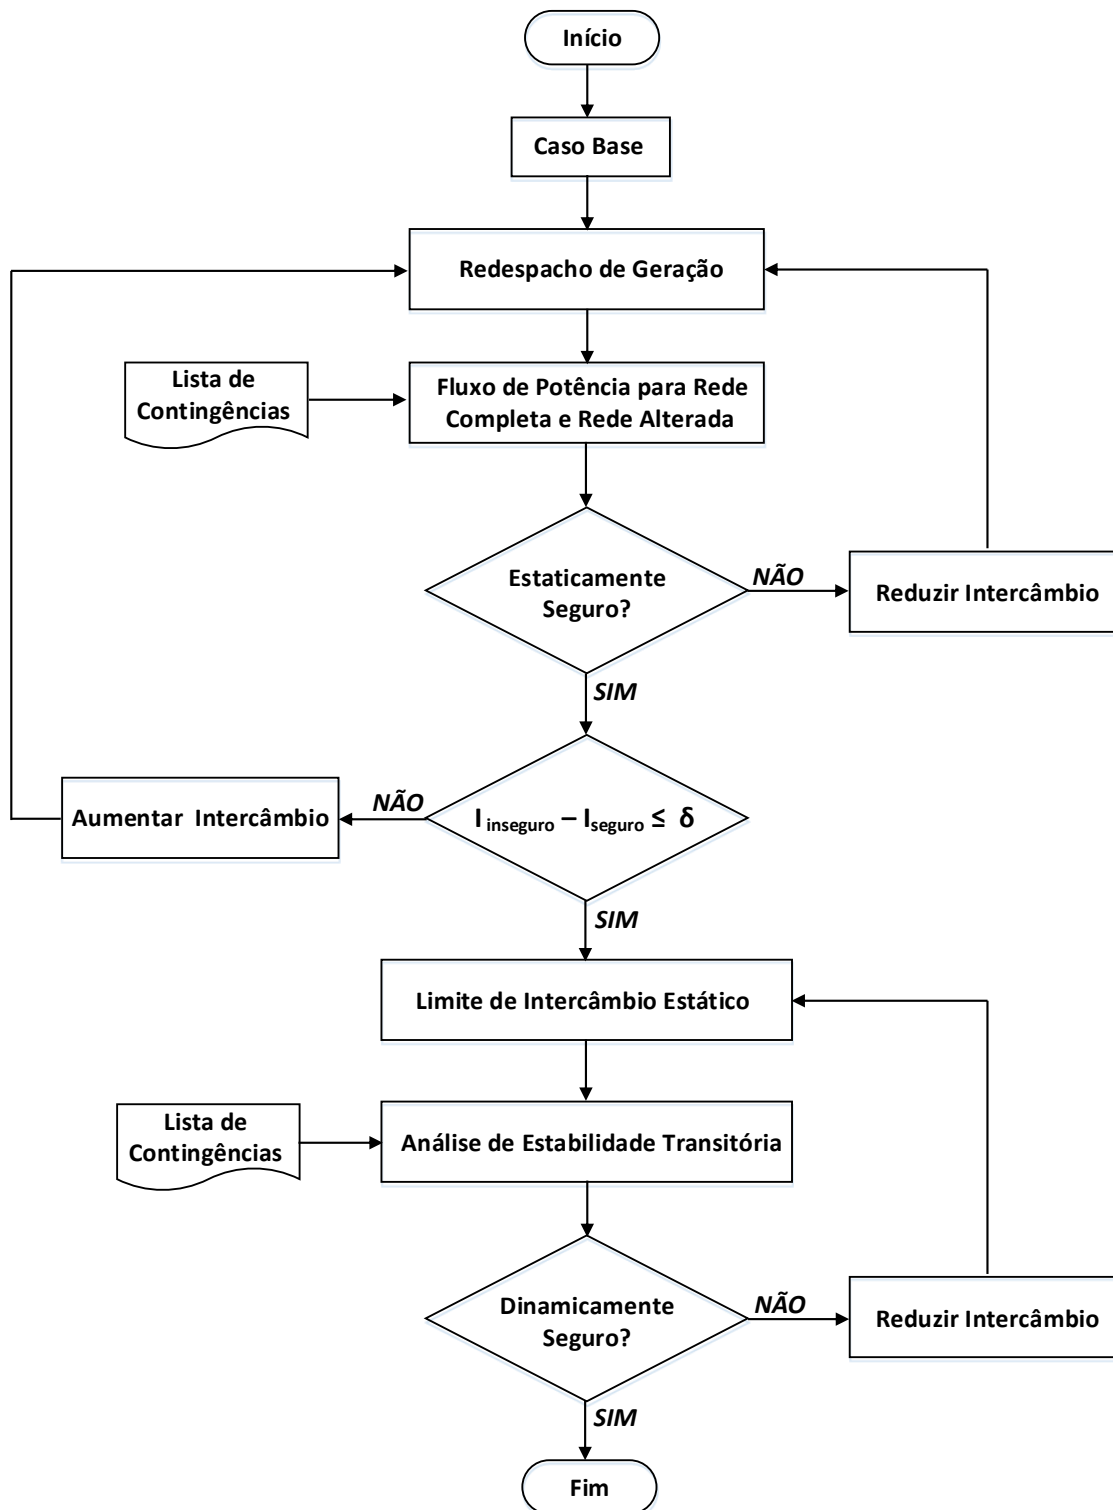 Início
Caso Base
Redespacho de Geração
Lista de
Contingências
Fluxo de Potência para Rede
Completa e Rede Alterada
Estaticamente
Seguro?
NÃO
Reduzir Intercâmbio
SIM
Aumentar Intercâmbio
NÃO
I inseguro – Iseguro ≤ δ
SIM
Limite de Intercâmbio Estático
Lista de
Contingências
Análise de Estabilidade Transitória
Dinamicamente
Seguro?
NÃO
Reduzir Intercâmbio
SIM
Fim